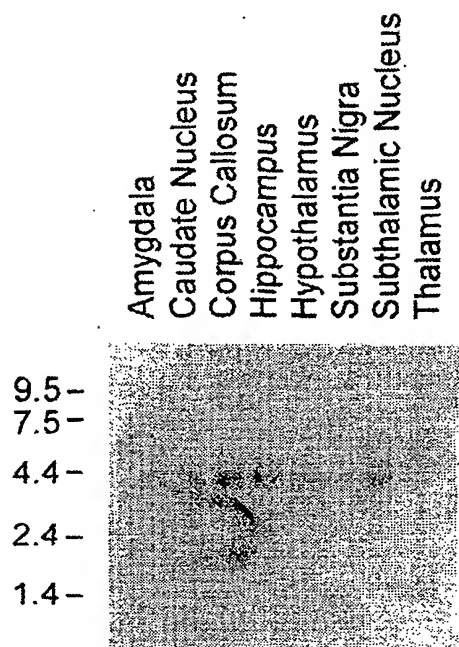 Amygdala
Caudate Nucleus
Corpus Callosum
Hippocampus
Hypothalamus
Substantia Nigra
Subthalamic Nucleus
Thalamus
9.5-
7.5-
4.4-
2.4-
1.4-